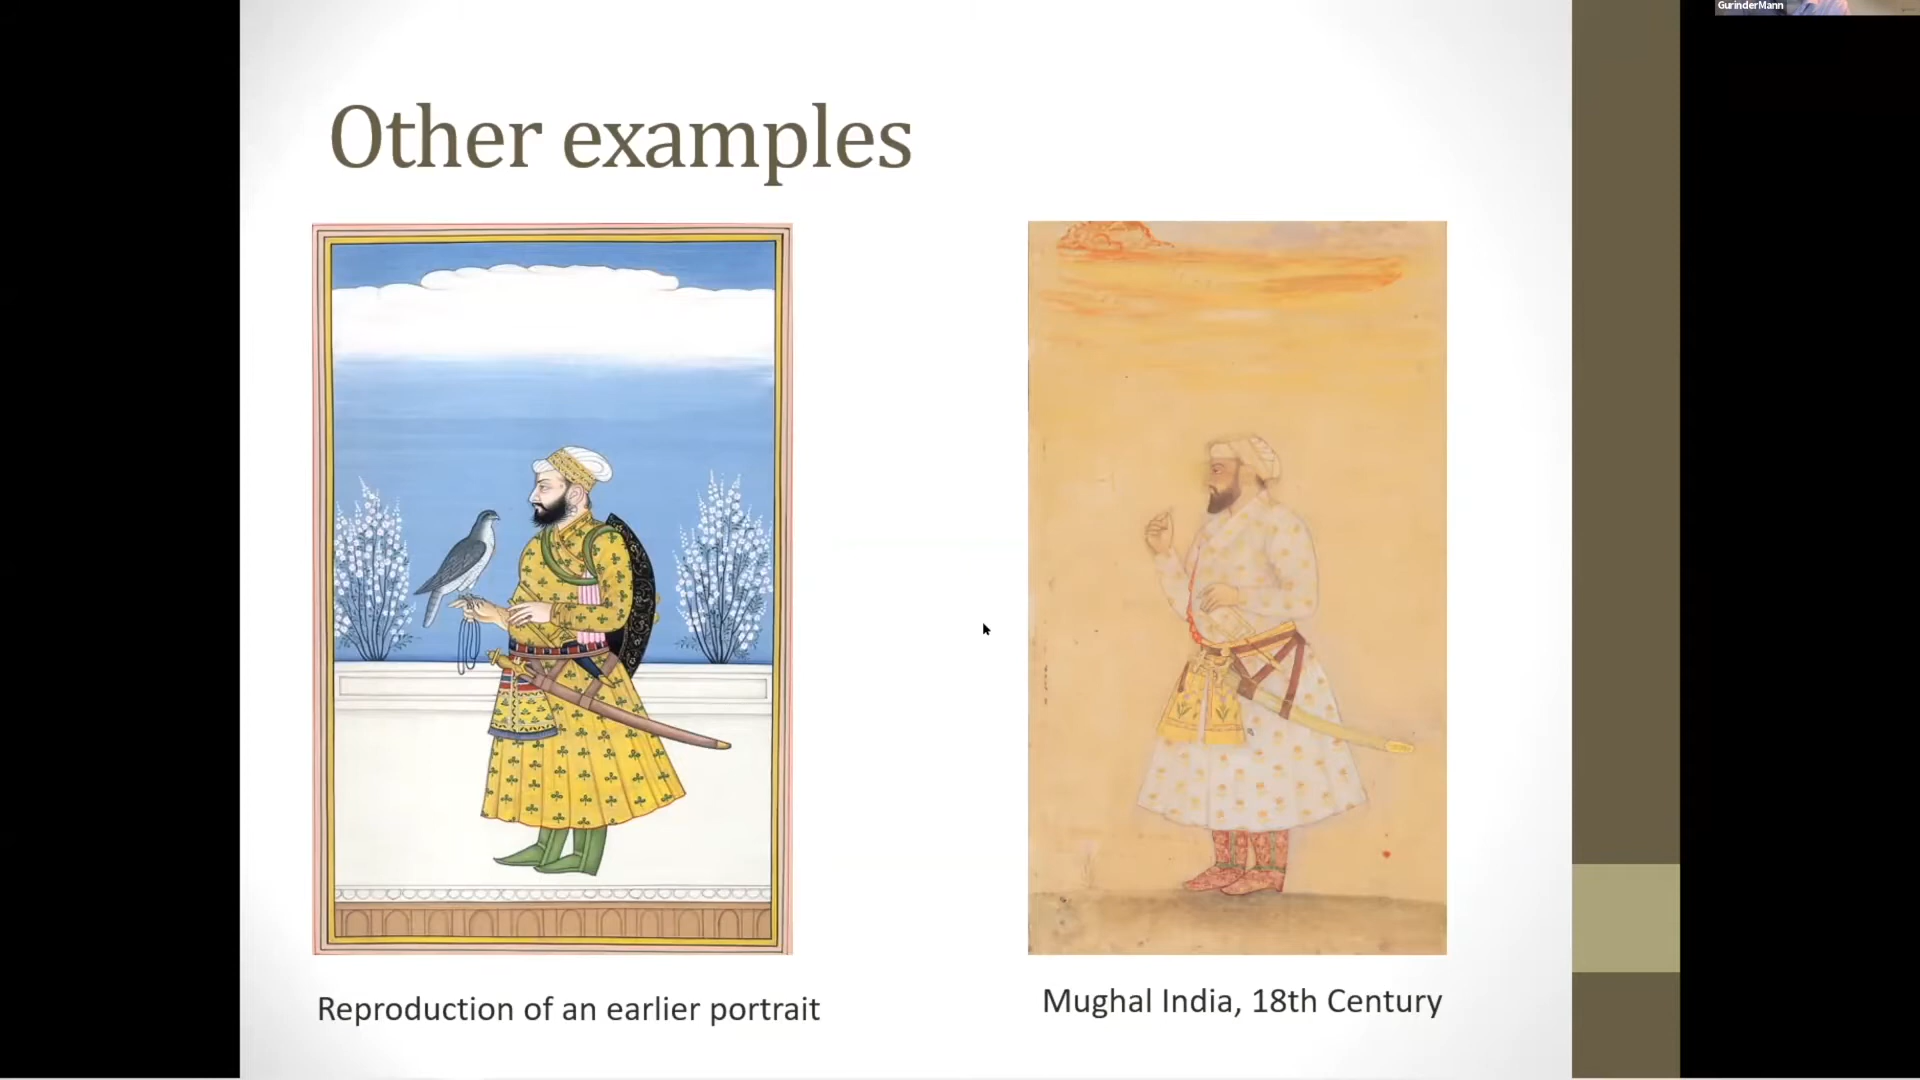 GurinderMann
Other examples
Reproduction of an earlier portrait
Mughal India, 18th Century